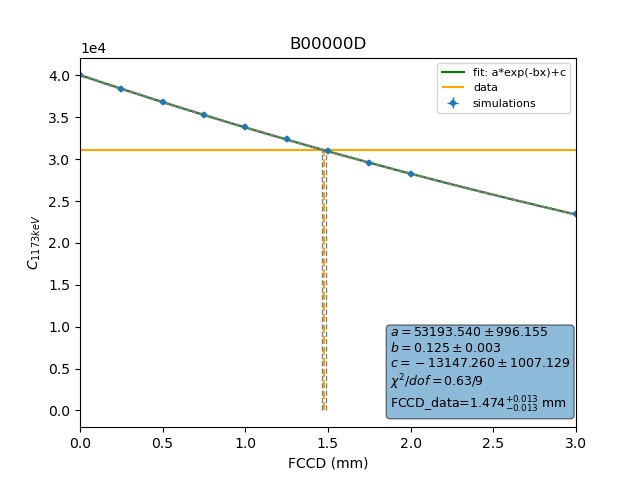 B00000D
1e4
4.0
3.5
3.0
2.5
2.0
1.5
1.0
0.5
0.0
C1173keV
fit: a*exp(-bx)+c
data
simulations
a = 53193.540 ± 996.155
b = 0.125 ± 0.003
c = −13147.260 ± 1007.129
χ²/dof = 0.63/9
FCCD_data=1.474+0.013−0.013 mm
0.0 0.5 1.0 1.5 2.0 2.5 3.0
FCCD (mm)